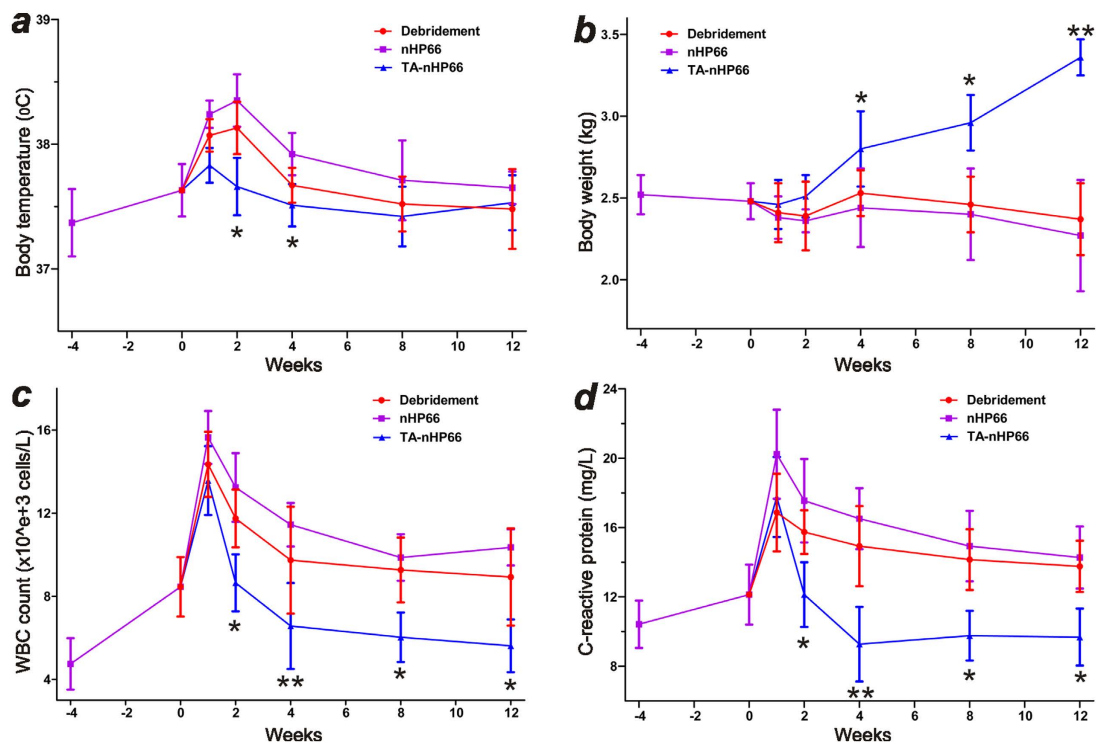 a
39
38
37
Body temperature (oC)
Debridement
nHP66
TA-nHP66
*
*
-4 -2 0 2 4 6 8 10 12
Weeks
b
3.5
3.0
2.5
2.0
Body weight (kg)
Debridement
nHP66
TA-nHP66
*
*
**
-4 -2 0 2 4 6 8 10 12
Weeks
c
16
12
8
4
WBC count (x10^e+3 cells/L)
Debridement
nHP66
TA-nHP66
*
**
*
*
-4 -2 0 2 4 6 8 10 12
Weeks
d
24
20
16
12
8
C-reactive protein (mg/L)
Debridement
nHP66
TA-nHP66
*
**
*
*
-4 -2 0 2 4 6 8 10 12
Weeks